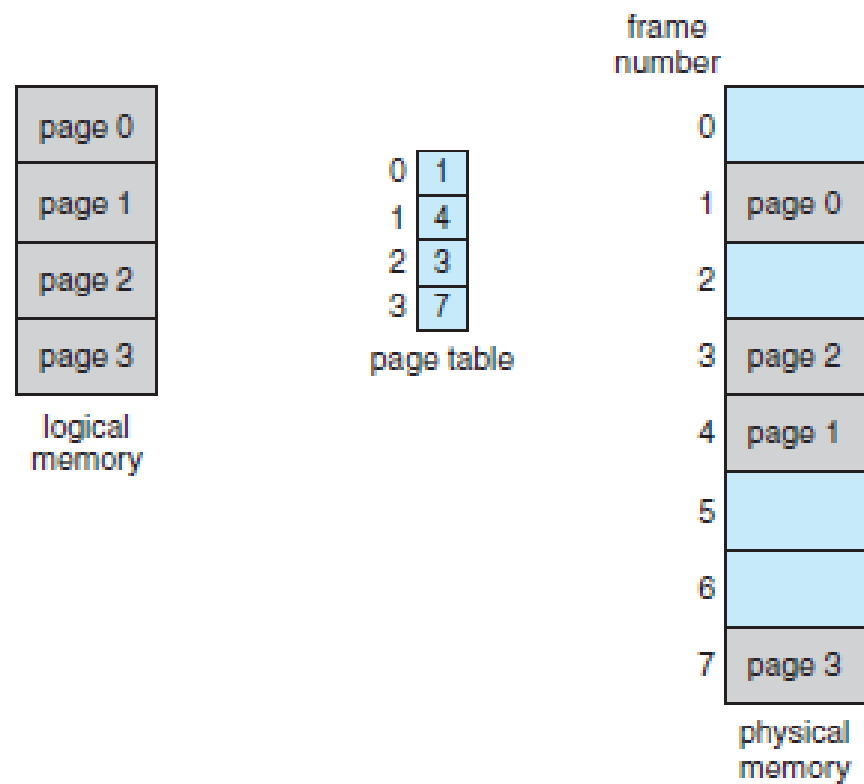 page 0
page 1
page 2
page 3
logical
memory
0 1
1 4
2 3
3 7
page table
frame
number
0
1 page 0
2
3 page 2
4 page 1
5
6
7 page 3
physical
memory